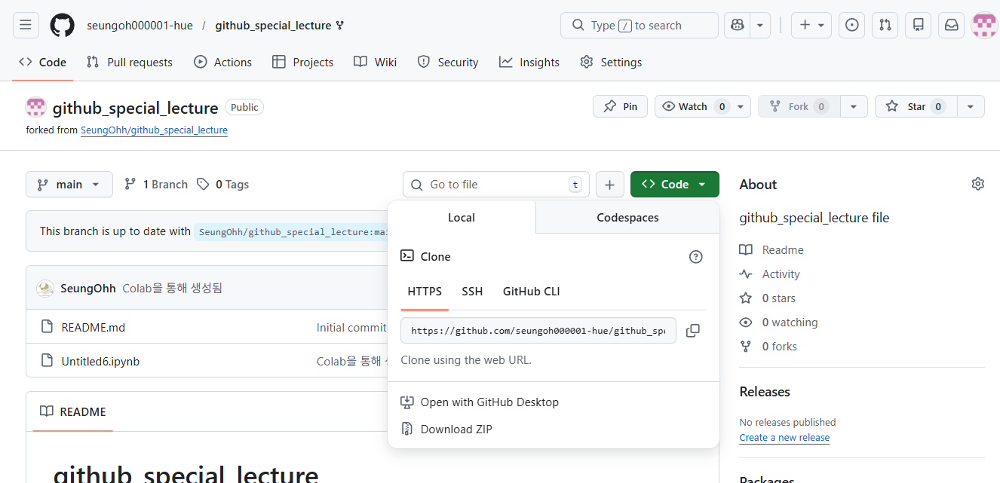 seungoh000001-hue / github_special_lecture
Type / to search
Code Pull requests Actions Projects Wiki Security Insights Settings
github_special_lecture Public
Pin Watch 0 Fork 0 Star 0
forked from SeungOhh/github_special_lecture
main 1 Branch 0 Tags
Go to file t
Code
About
Local Codespaces
github_special_lecture file
This branch is up to date with SeungOhh/github_special_lecture:mai
Clone
Readme
Activity
0 stars
0 watching
0 forks
SeungOhh Colab을 통해 생성됨
HTTPS SSH GitHub CLI
README.md Initial commit
https://github.com/seungoh000001-hue/github_spe
Untitled6.ipynb Colab을 통해
Clone using the web URL.
Open with GitHub Desktop
Download ZIP
Releases
No releases published
Create a new release
README
github_special_lecture
Packages